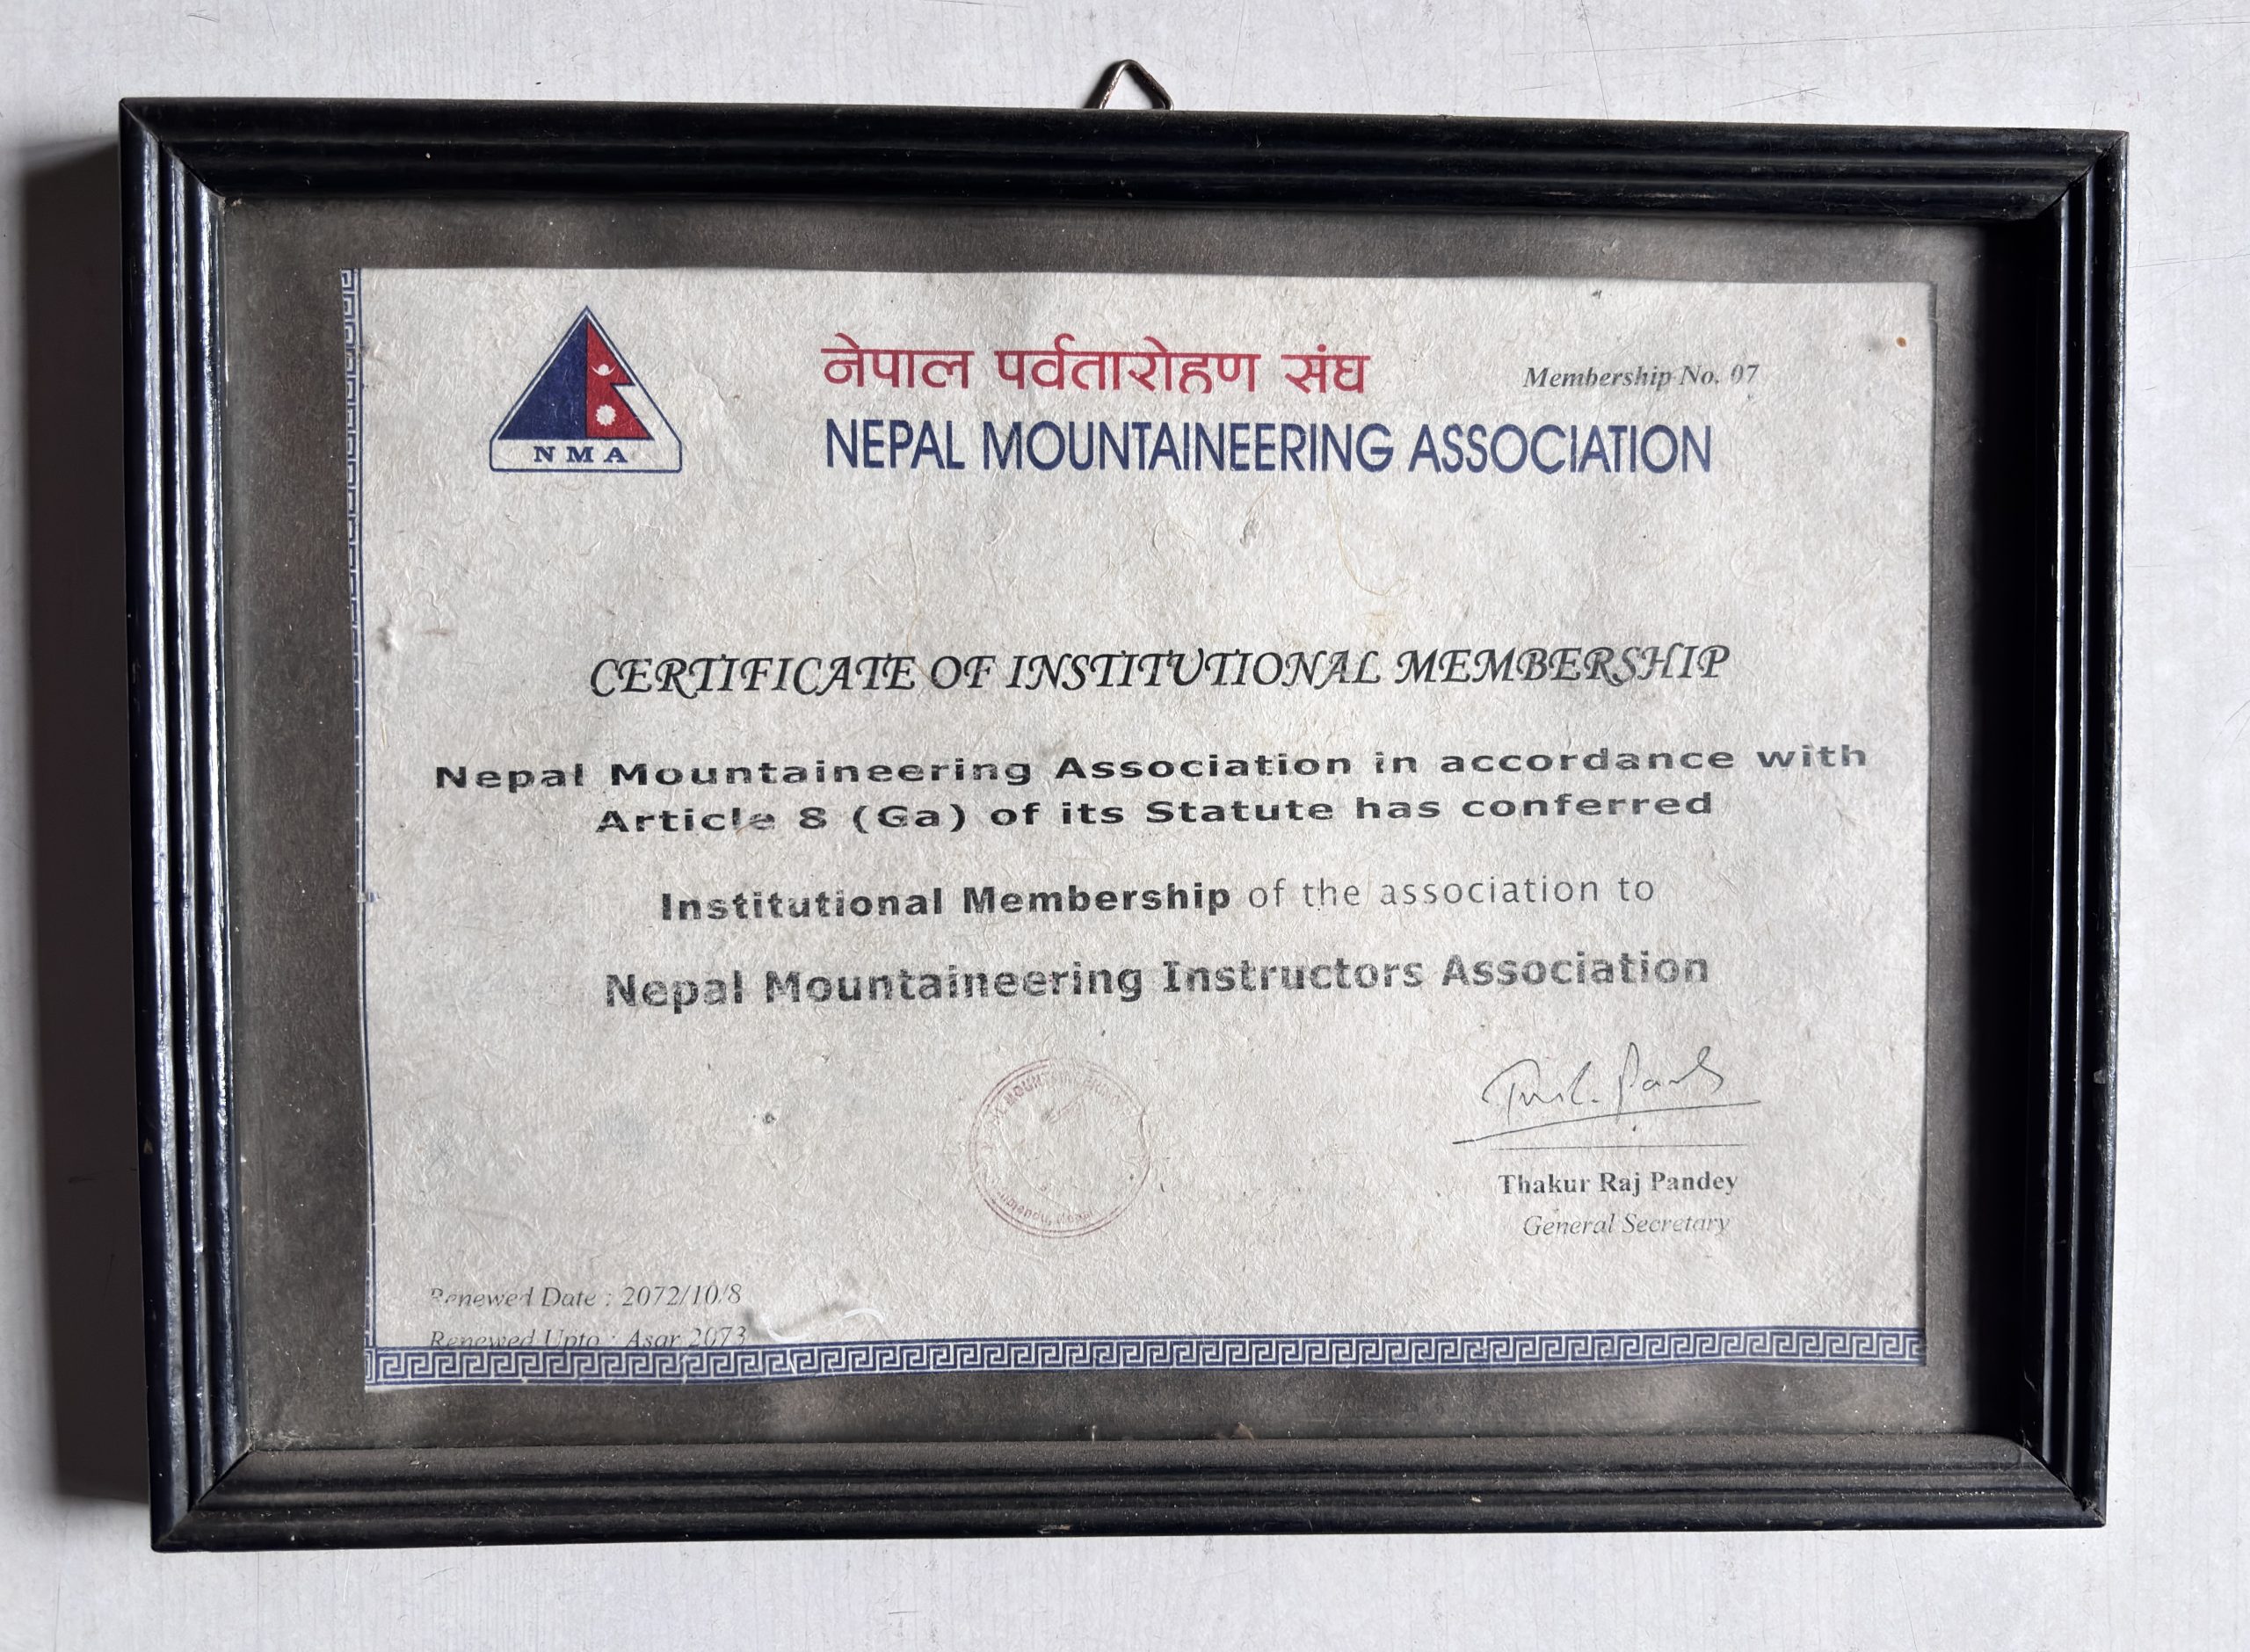 NMA
नेपाल पर्वतारोहण संघ
Membership No. 07
NEPAL MOUNTAINEERING ASSOCIATION
CERTIFICATE OF INSTITUTIONAL MEMBERSHIP
Nepal Mountaineering Association in accordance with
Article 8 (Ga) of its Statute has conferred
Institutional Membership of the association to
Nepal Mountaineering Instructors Association
Thakur Raj Pandey
General Secretary
Renewed Date : 2072/10/8
Renewed Upto : Asar 2073